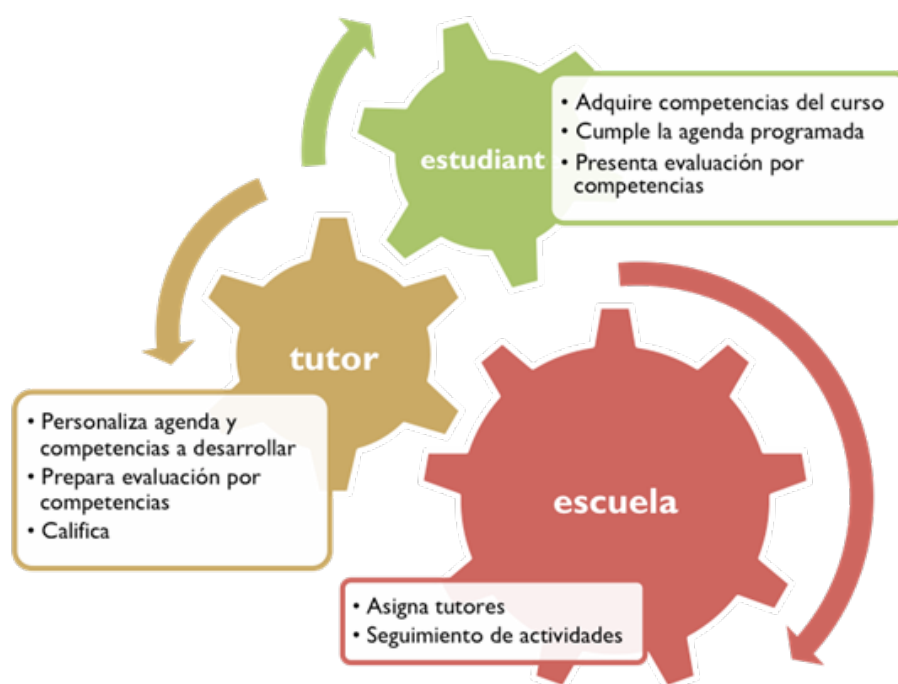 estudiant
• Adquire competencias del curso
• Cumple la agenda programada
• Presenta evaluación por
competencias
tutor
• Personaliza agenda y
competencias a desarrollar
• Prepara evaluación por
competencias
• Califica
escuela
• Asigna tutores
• Seguimiento de actividades